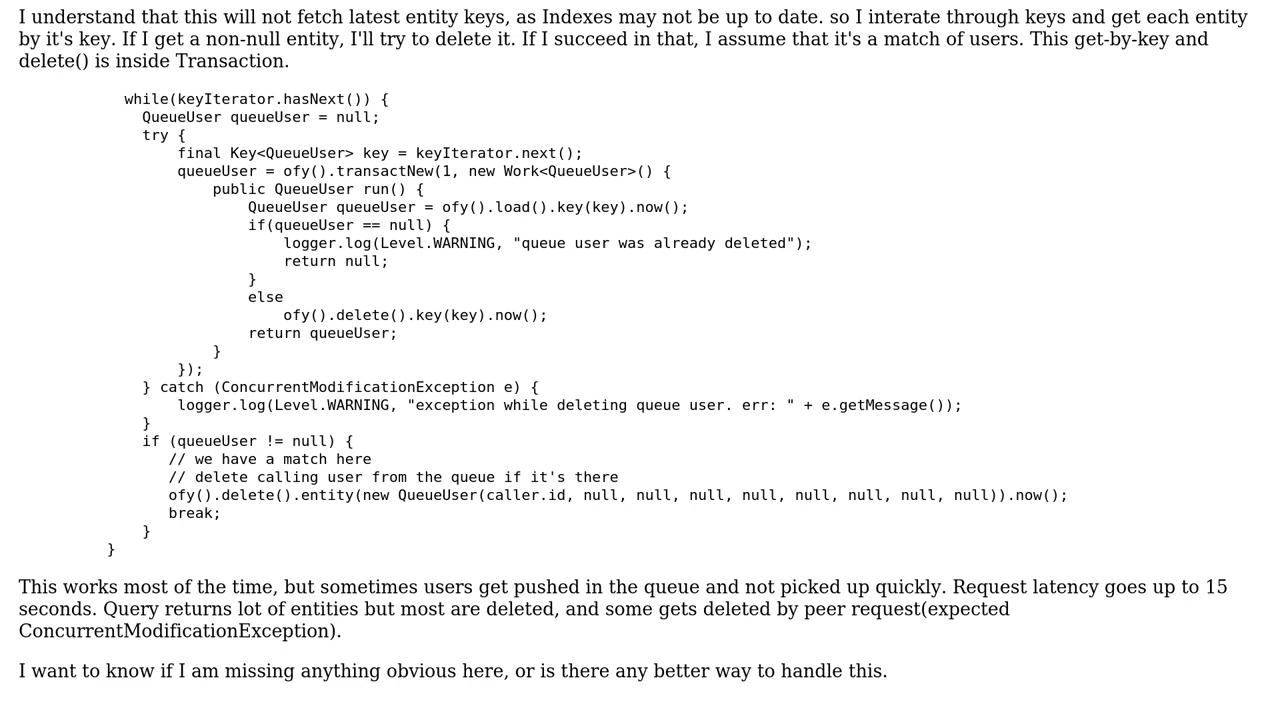 I understand that this will not fetch latest entity keys, as Indexes may not be up to date. so I interate through keys and get each entity
by it's key. If I get a non-null entity, I'll try to delete it. If I succeed in that, I assume that it's a match of users. This get-by-key and
delete() is inside Transaction.
while(keyIterator.hasNext()) {
QueueUser queueUser = null;
try {
final Key<QueueUser> key = keyIterator.next();
queueUser = ofy().transactNew(1, new Work<QueueUser>() {
public QueueUser run() {
QueueUser queueUser = ofy().load().key(key).now();
if(queueUser == null) {
logger.log(Level.WARNING, "queue user was already deleted");
return null;
}
else
ofy().delete().key(key).now();
return queueUser;
}
});
} catch (ConcurrentModificationException e) {
logger.log(Level.WARNING, "exception while deleting queue user. err: " + e.getMessage());
}
if (queueUser != null) {
// we have a match here
// delete calling user from the queue if it's there
ofy().delete().entity(new QueueUser(caller.id, null, null, null, null, null, null, null, null)).now();
break;
}
}
This works most of the time, but sometimes users get pushed in the queue and not picked up quickly. Request latency goes up to 15
seconds. Query returns lot of entities but most are deleted, and some gets deleted by peer request(expected
ConcurrentModificationException).
I want to know if I am missing anything obvious here, or is there any better way to handle this.